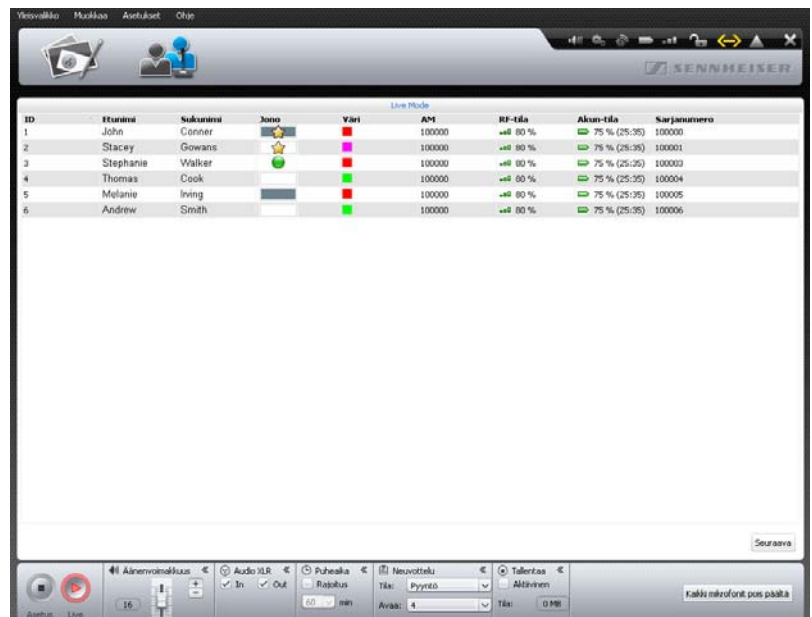 Yleisvalikko Muokkaa Asetukset Ohje
SENNHEISER
Live Mode
ID Etunimi Sukunimi Jono Väri AM RF-tila Akun-tila Sarjanumero
1 John Conner 100000 80 % 75 % (25:35) 100000
2 Stacey Gowans 100000 80 % 75 % (25:35) 100001
3 Stephanie Walker 100000 80 % 75 % (25:35) 100003
4 Thomas Cook 100000 80 % 75 % (25:35) 100004
5 Melanie Irving 100000 80 % 75 % (25:35) 100005
6 Andrew Smith 100000 80 % 75 % (25:35) 100006
Seuraava
Äänenvoimakkuus Audio XLR Puheaika Neuvottelu Tallentaa
In Out Rajoitus Tila: Pyyntö Aktiivinen
16 60 min Avaa: 4 Tila: 0 MB
Kaikki mikrofonit pois päältä
Asetus Live